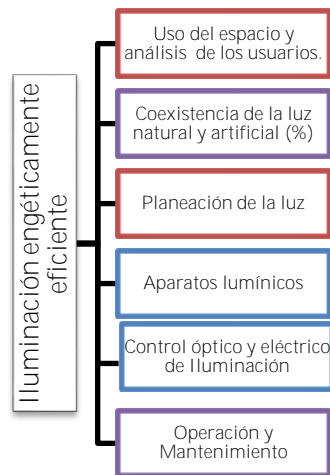 Iluminación engéticamente
eficiente
Uso del espacio y
análisis de los usuarios.
Coexistencia de la luz
natural y artificial (%)
Planeación de la luz
Aparatos lumínicos
Control óptico y eléctrico
de Iluminación
Operación y
Mantenimiento